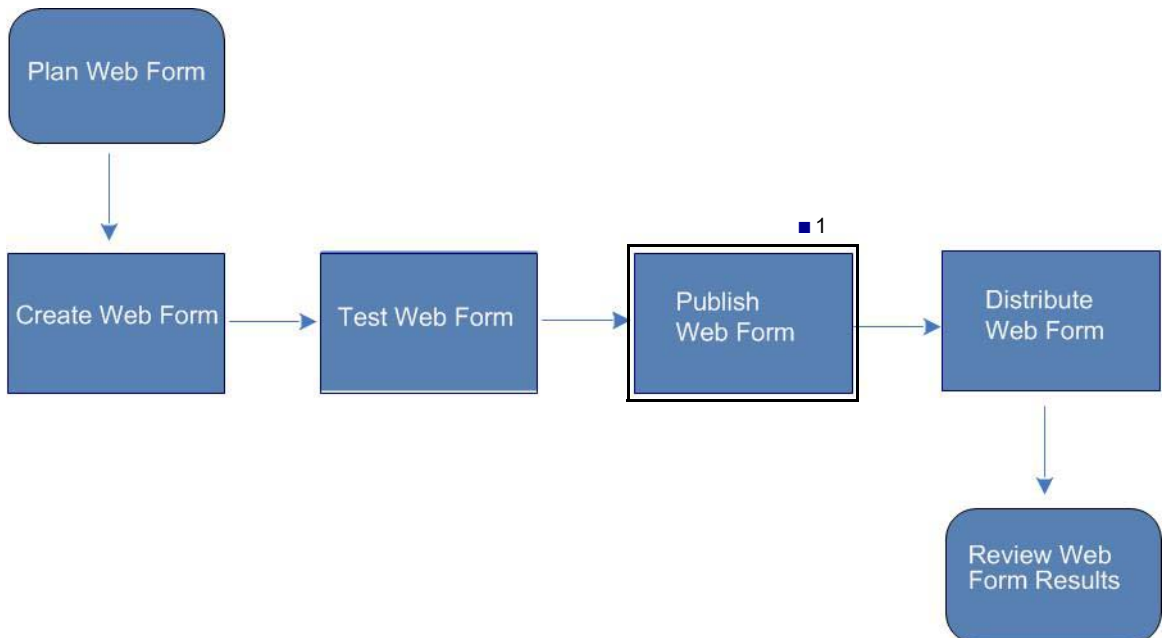 Plan Web Form
■ 1
Create Web Form
Test Web Form
Publish
Web Form
Distribute
Web Form
Review Web
Form Results